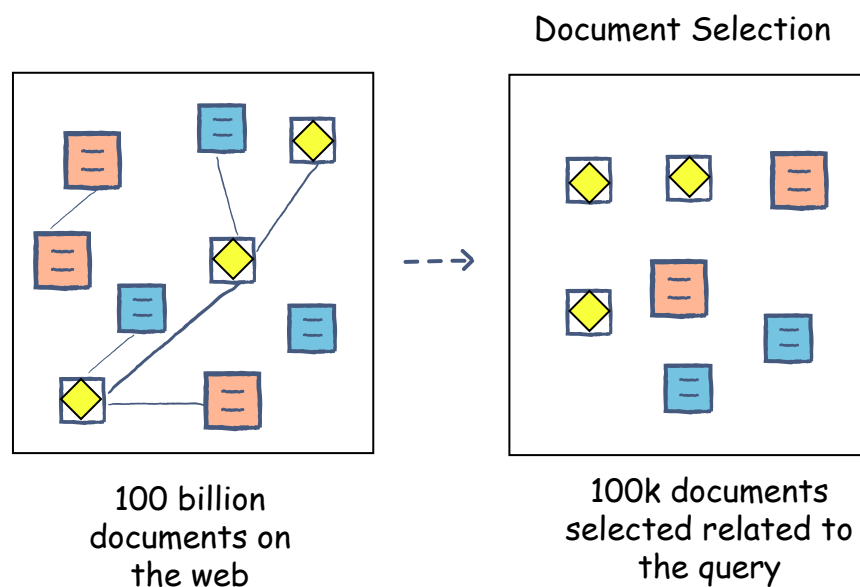 Document Selection
100 billion
documents on
the web
100k documents
selected related to
the query